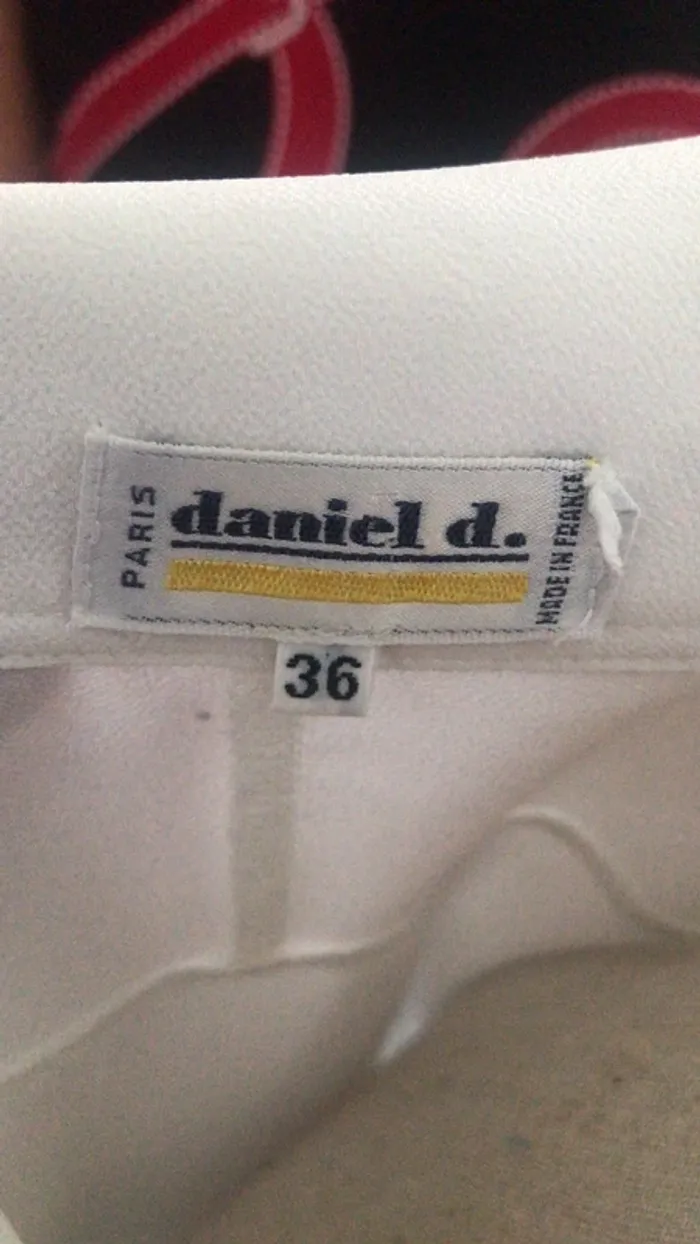 PARIS
daniel d.
MADE IN FRANCE
36